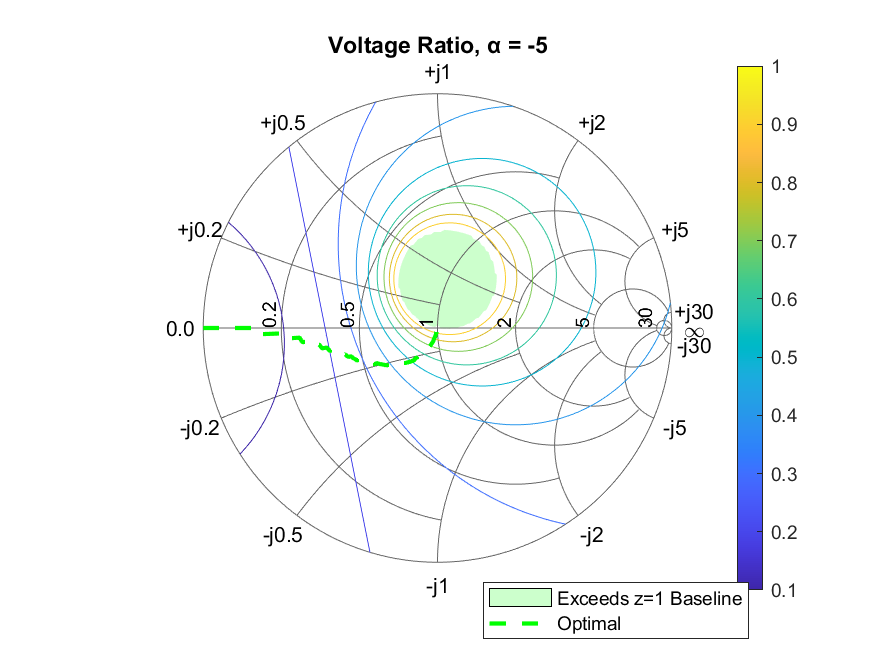 Voltage Ratio, α = -5
+j1
+j0.5
+j2
+j0.2
+j5
0.0
0.2
0.5
1
2
5
30
+j30
∞
-j30
-j0.2
-j5
-j0.5
-j2
-j1
1
0.9
0.8
0.7
0.6
0.5
0.4
0.3
0.2
0.1
Exceeds z=1 Baseline
Optimal